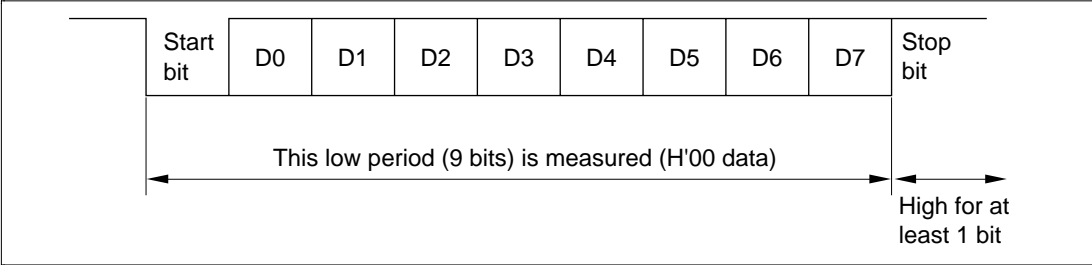 Start
bit
D0 D1 D2 D3 D4 D5 D6 D7
Stop
bit
This low period (9 bits) is measured (H'00 data)
High for at
least 1 bit